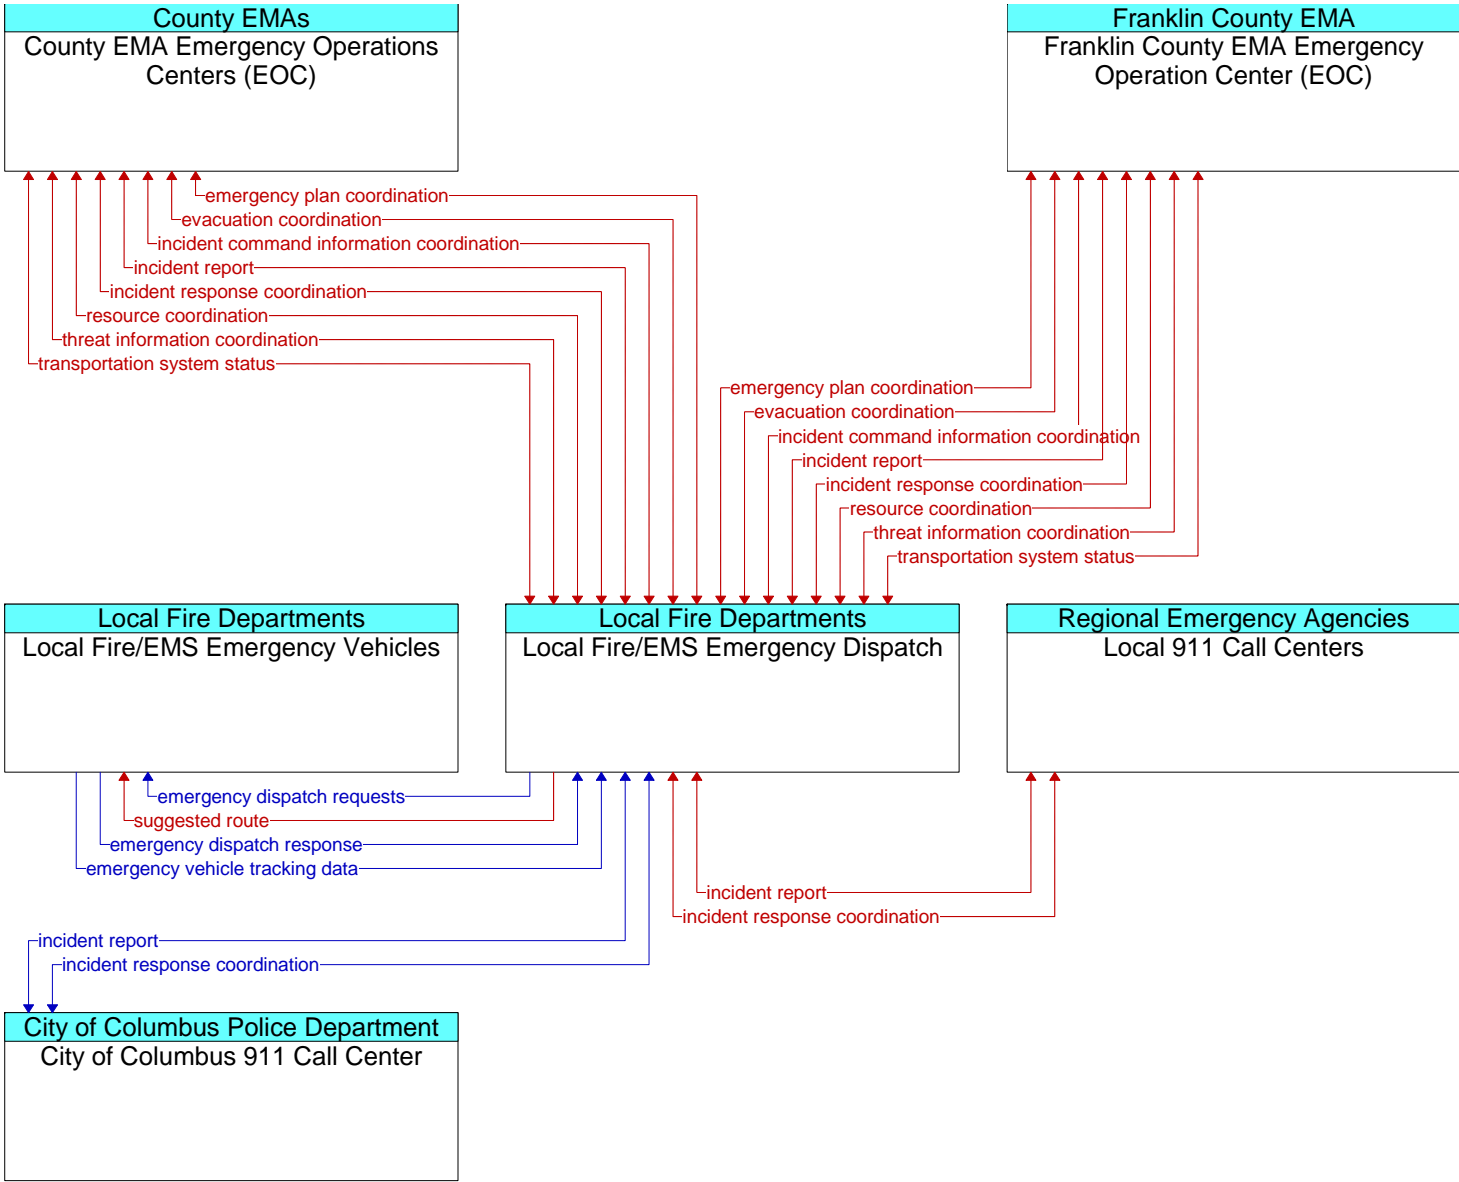 County EMAs
County EMA Emergency Operations
Centers (EOC)
Franklin County EMA
Franklin County EMA Emergency
Operation Center (EOC)
emergency plan coordination
evacuation coordination
incident command information coordination
incident report
incident response coordination
resource coordination
threat information coordination
transportation system status
emergency plan coordination
evacuation coordination
incident command information coordination
incident report
incident response coordination
resource coordination
threat information coordination
transportation system status
Local Fire Departments
Local Fire/EMS Emergency Vehicles
Local Fire Departments
Local Fire/EMS Emergency Dispatch
Regional Emergency Agencies
Local 911 Call Centers
emergency dispatch requests
suggested route
emergency dispatch response
emergency vehicle tracking data
incident report
incident response coordination
incident report
incident response coordination
City of Columbus Police Department
City of Columbus 911 Call Center